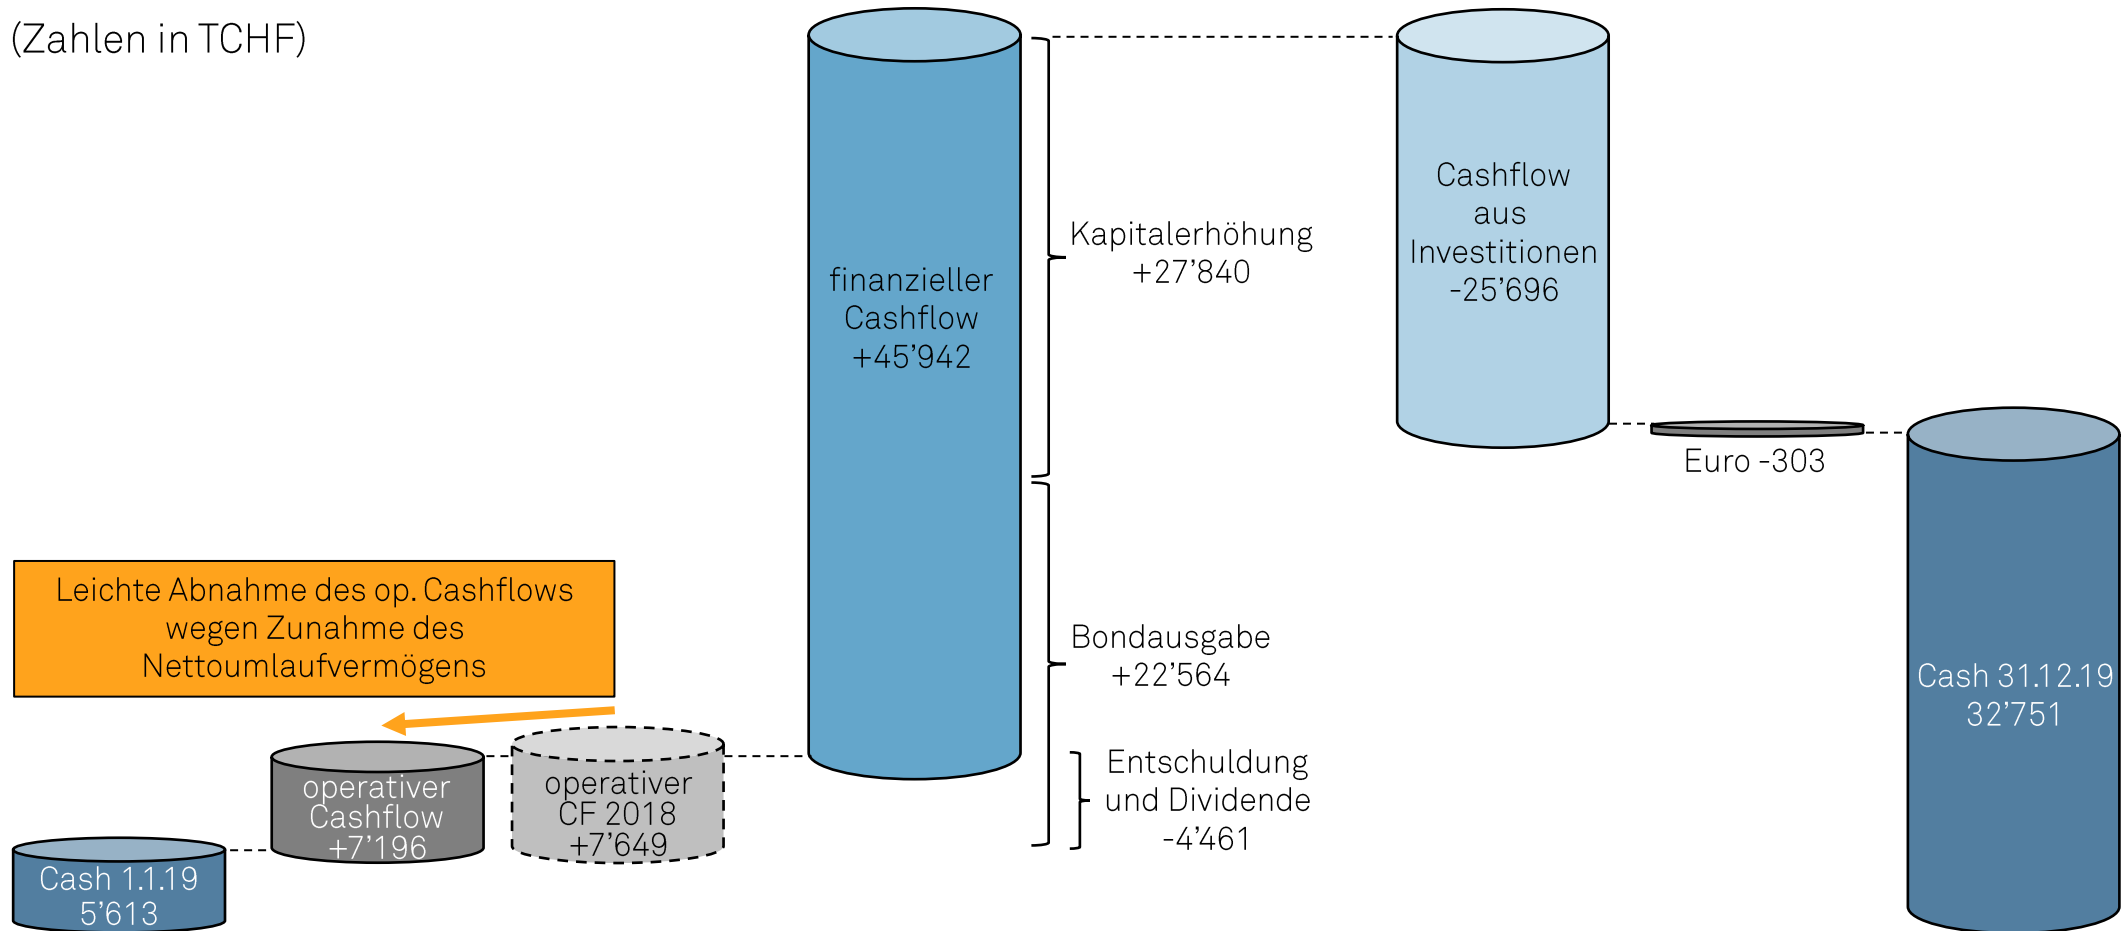 (Zahlen in TCHF)
Leichte Abnahme des op. Cashflows
wegen Zunahme des
Nettoumlaufvermögens
Cash 1.1.19
5’613
operativer
Cashflow
+7’196
operativer
CF 2018
+7’649
finanzieller
Cashflow
+45’942
Kapitalerhöhung
+27’840
Bondausgabe
+22’564
Entschuldung
und Dividende
-4’461
Cashflow
aus
Investitionen
-25’696
Euro -303
Cash 31.12.19
32’751